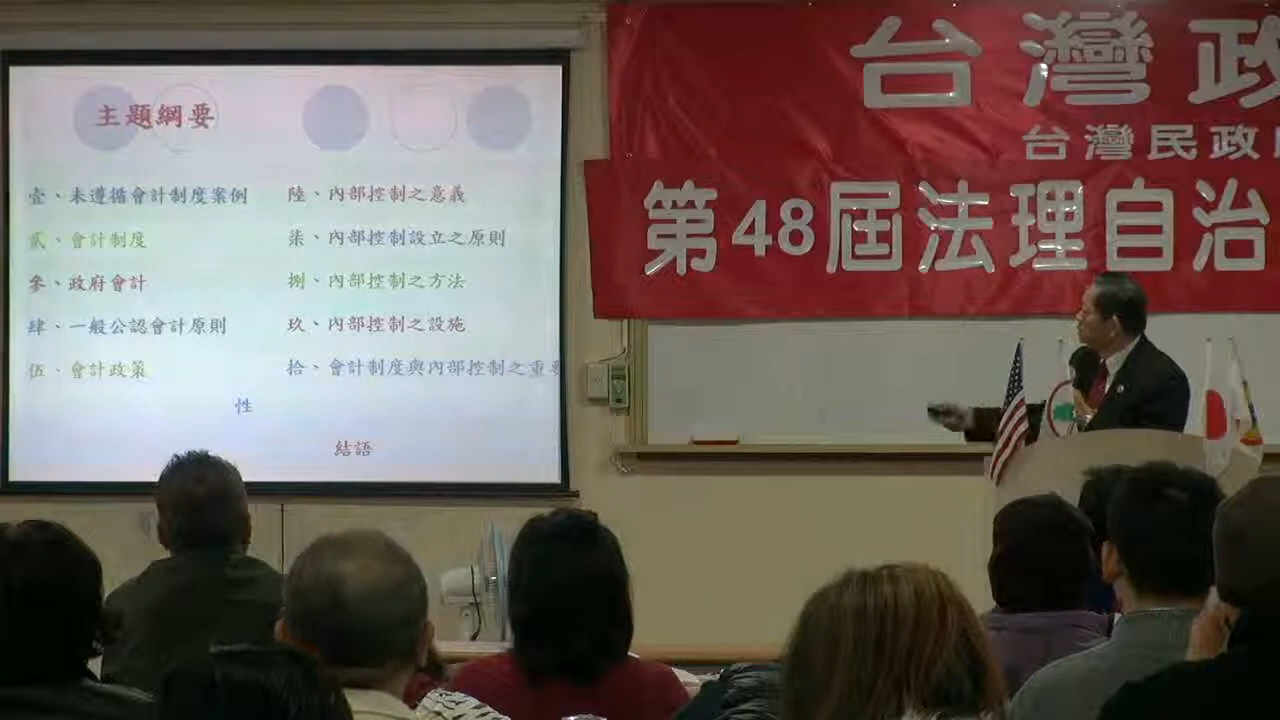 主題綱要
壹、未遵循會計制度案例
貳、會計制度
參、政府會計
肆、一般公認會計原則
伍、會計政策
陸、內部控制之意義
柒、內部控制設立之原則
捌、內部控制之方法
玖、內部控制之設施
拾、會計制度與內部控制之重要
性
結語
台灣政
台灣民政府
第48屆法理自治